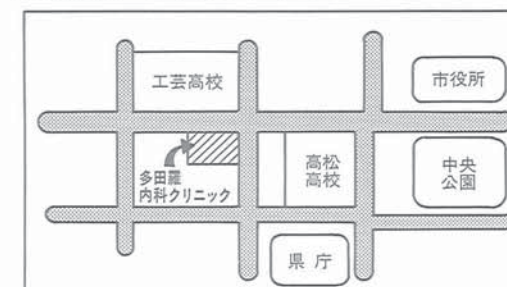 工芸高校
市役所
多田羅
内科クリニック
高松
高校
中央
公園
県庁